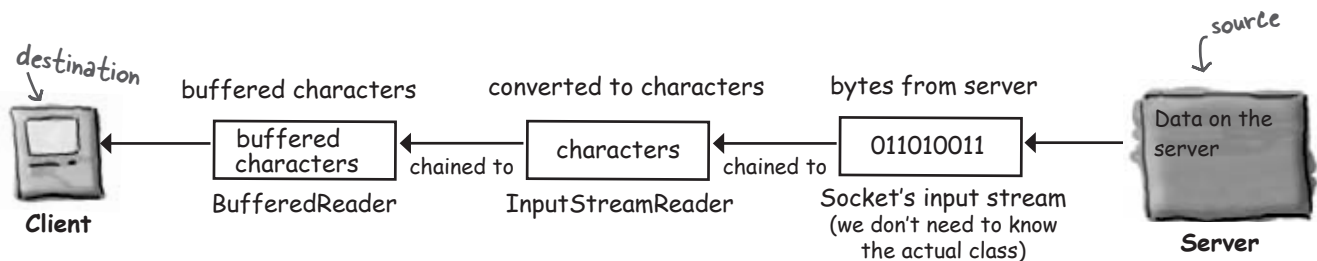 source
destination
buffered characters
converted to characters
bytes from server
Data on the
server
buffered
characters
chained to
characters
chained to
011010011
BufferedReader
InputStreamReader
Socket's input stream
(we don't need to know
the actual class)
Client
Server